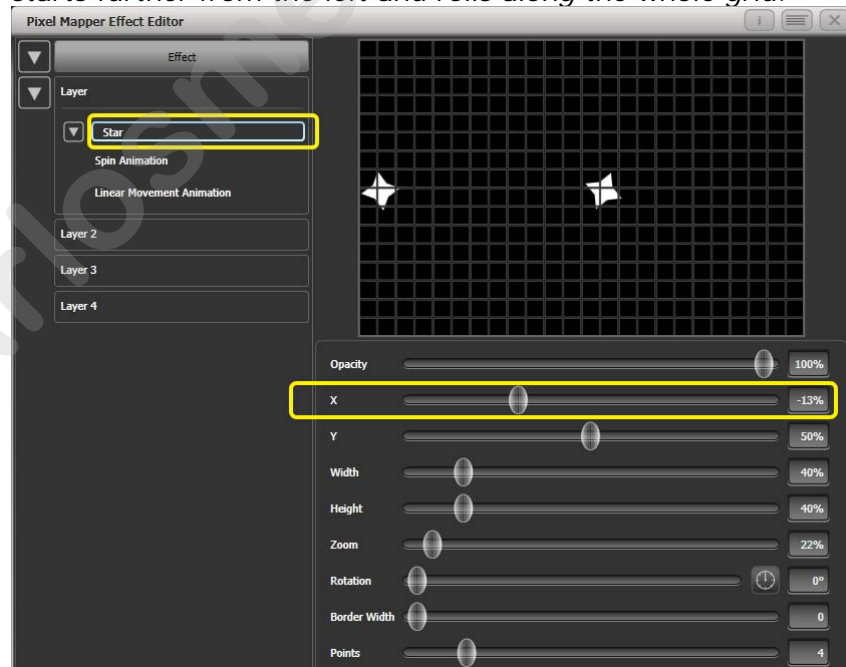 starts farther from the left and rolls along the whole grid.
Pixel Mapper Effect Editor
Effect
Layer
Star
Spin Animation
Linear Movement Animation
Layer 2
Layer 3
Layer 4
Opacity 100%
X -13%
Y 50%
Width 40%
Height 40%
Zoom 22%
Rotation 0º
Border Width 0
Points 4